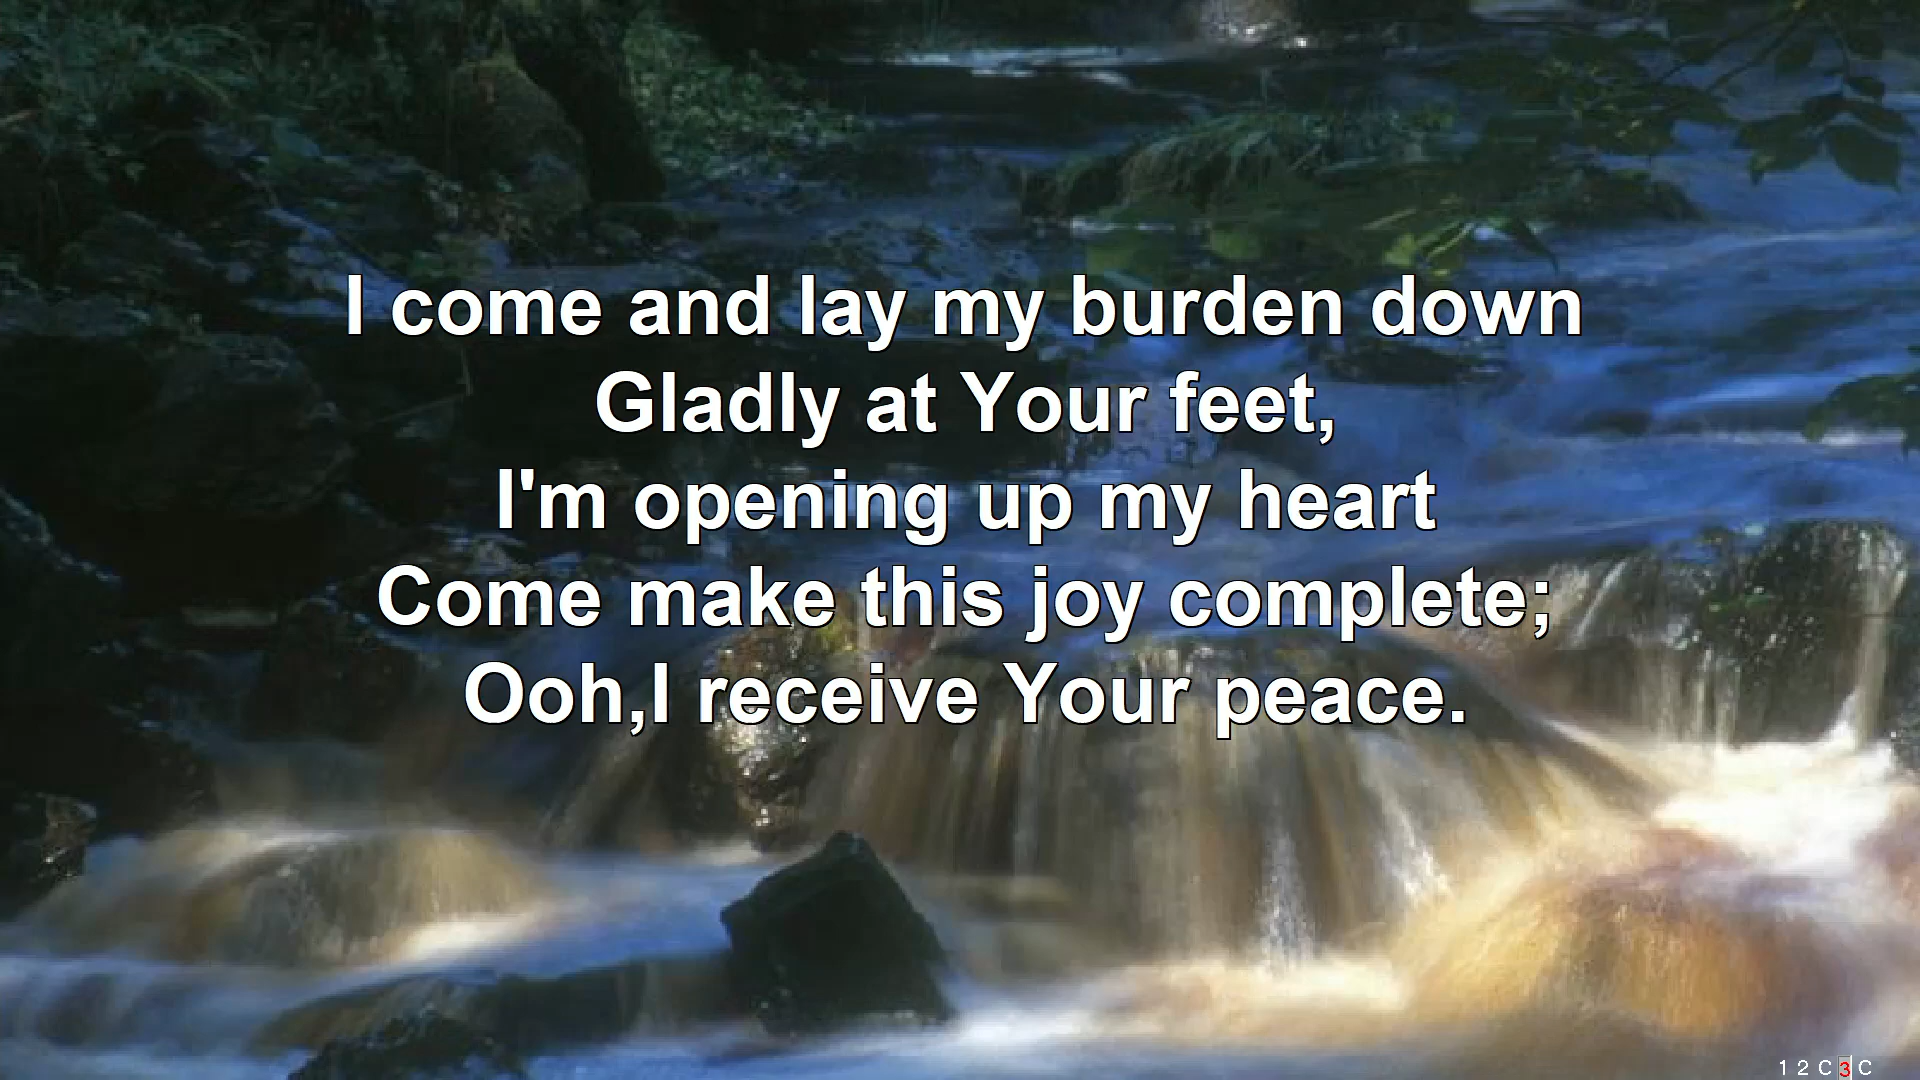 I come and lay my burden down
Gladly at Your feet,
I'm opening up my heart
Come make this joy complete;
Ooh,I receive Your peace.
1 2 C 3 C